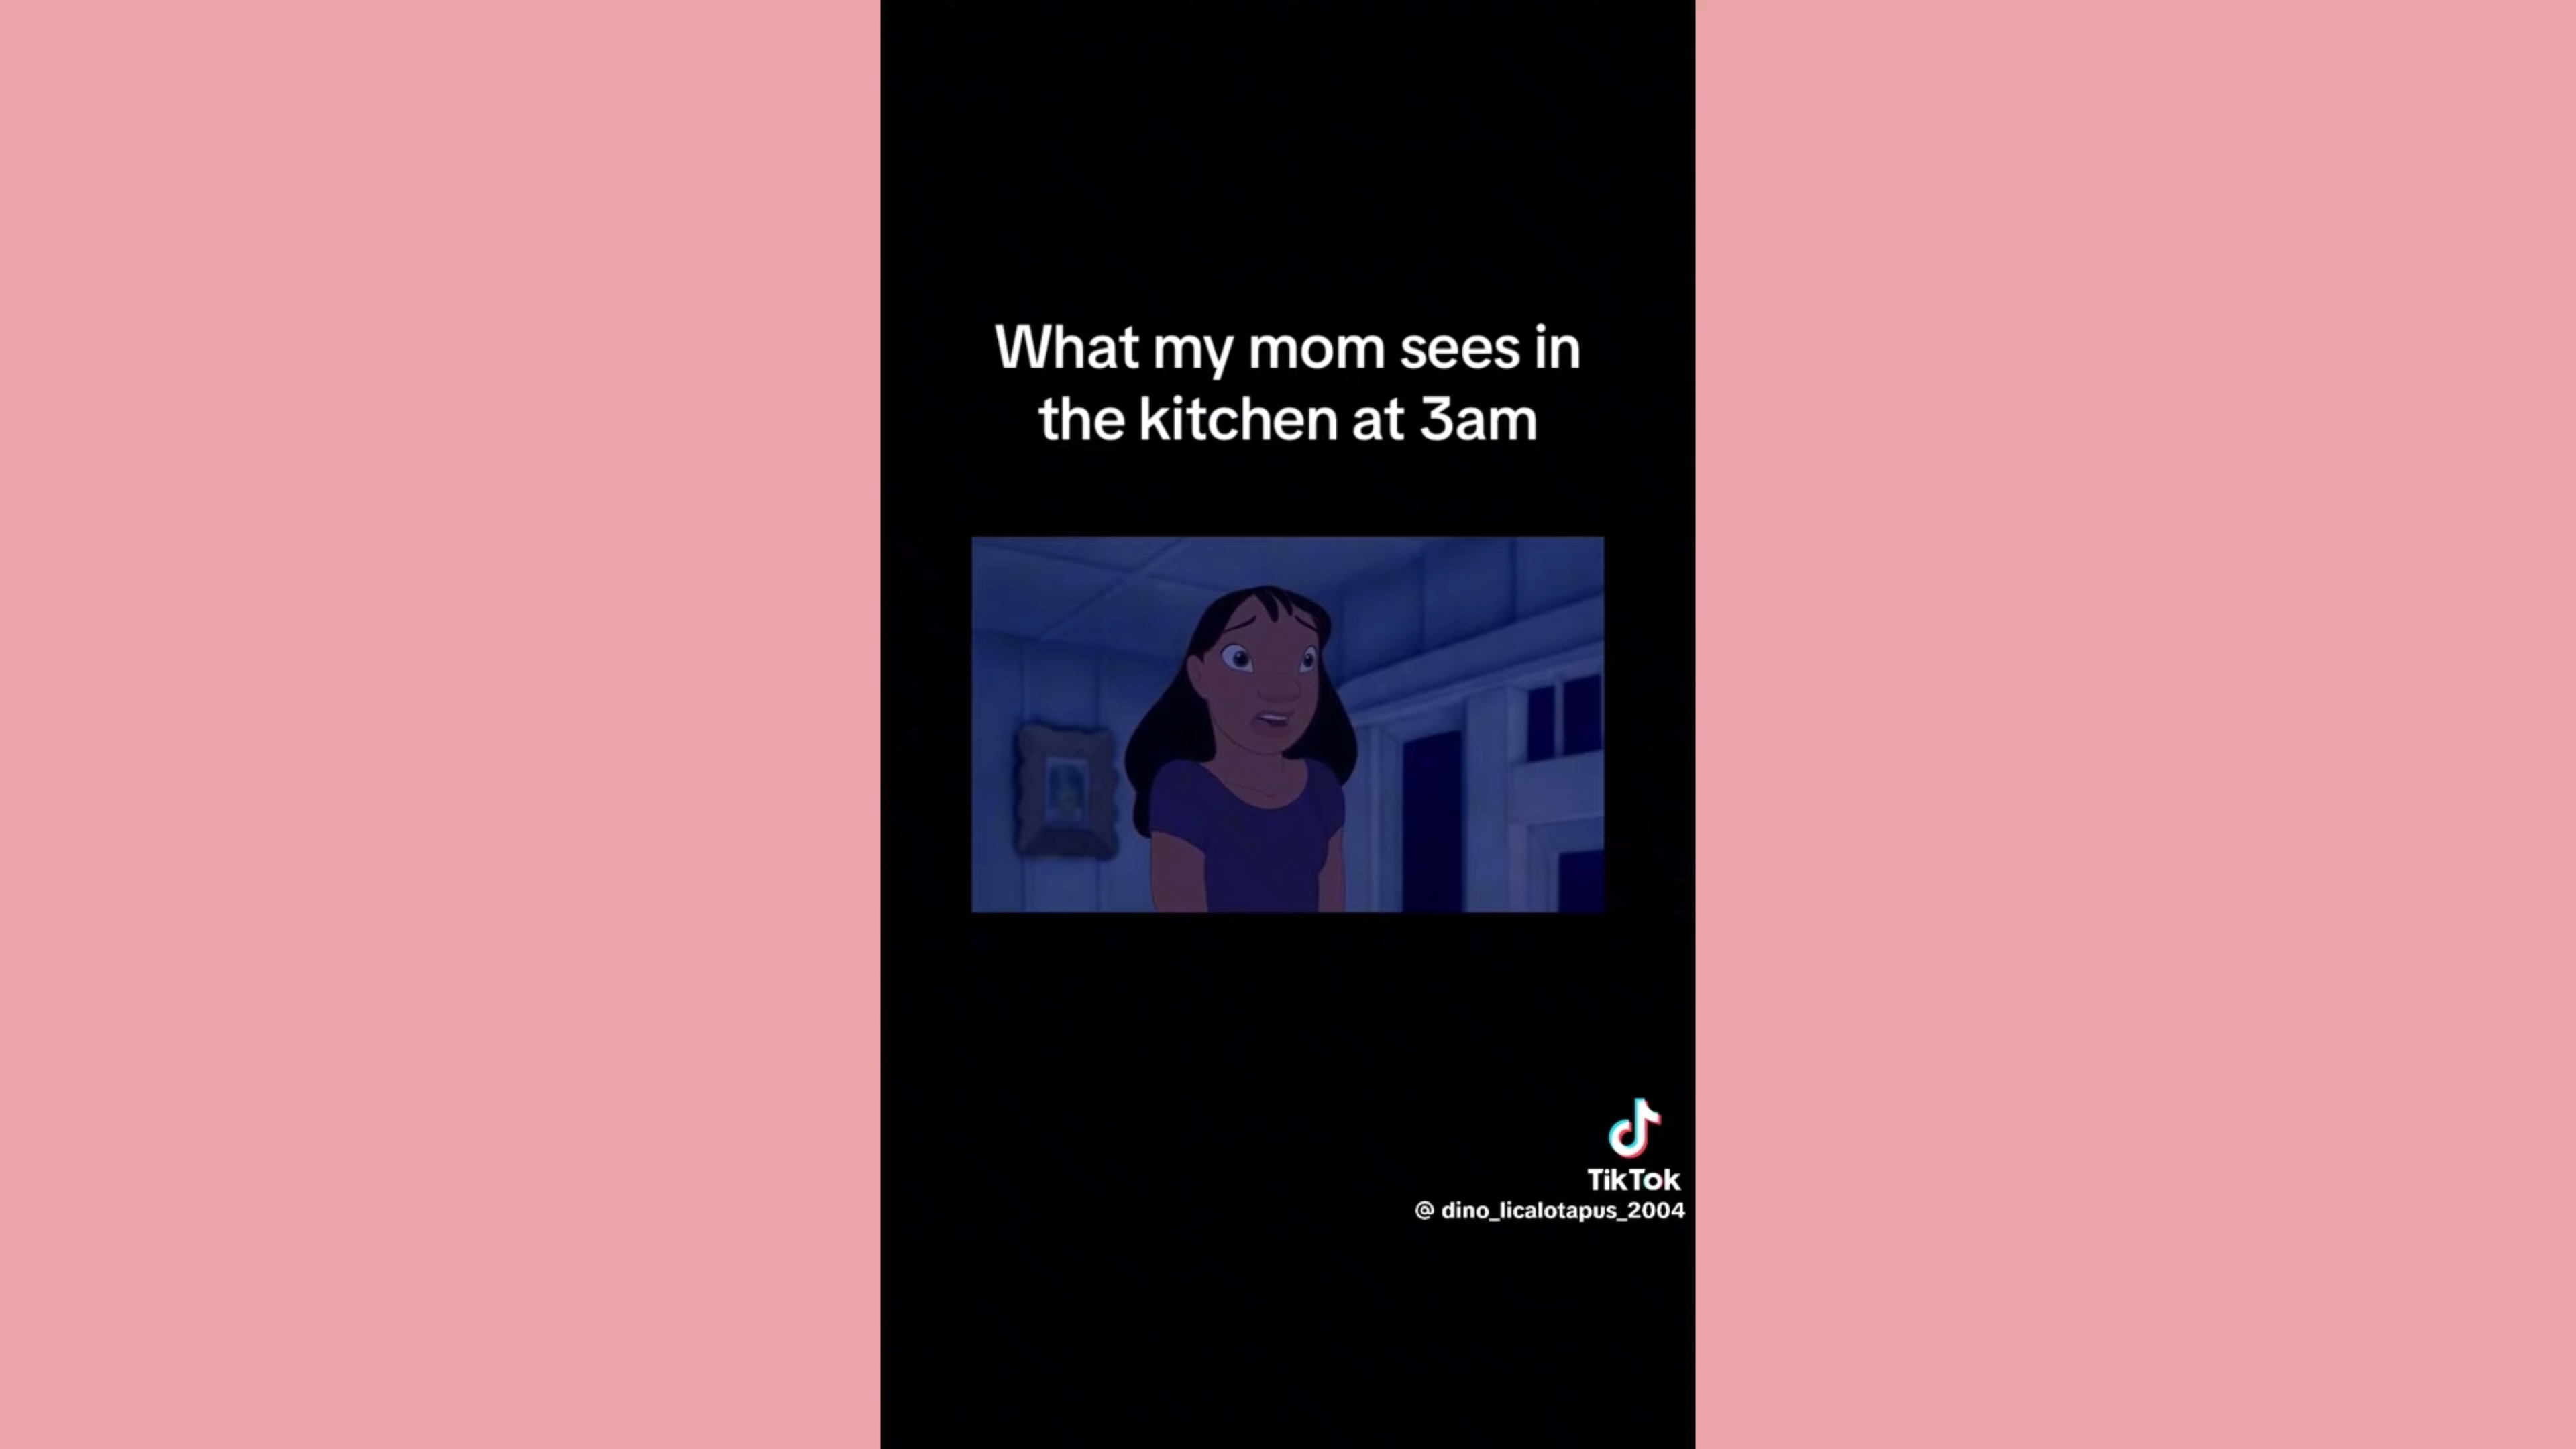 What my mom sees in
the kitchen at 3am
TikTok
@ dino_licalotapus_2004